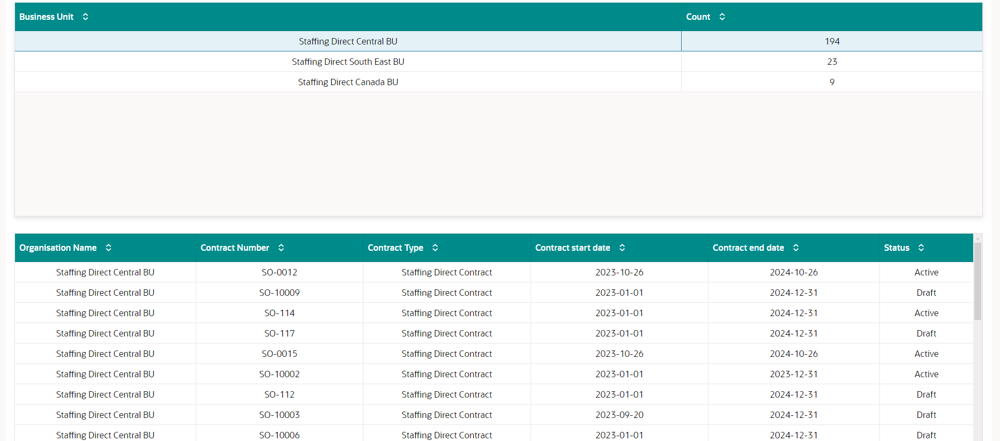 Business Unit Count
Staffing Direct Central BU 194
Staffing Direct South East BU 23
Staffing Direct Canada BU 9
Organisation Name Contract Number Contract Type Contract start date Contract end date Status
Staffing Direct Central BU SO-0012 Staffing Direct Contract 2023-10-26 2024-10-26 Active
Staffing Direct Central BU SO-10009 Staffing Direct Contract 2023-01-01 2024-12-31 Draft
Staffing Direct Central BU SO-114 Staffing Direct Contract 2023-01-01 2024-12-31 Active
Staffing Direct Central BU SO-117 Staffing Direct Contract 2023-01-01 2024-12-31 Draft
Staffing Direct Central BU SO-0015 Staffing Direct Contract 2023-10-26 2024-10-26 Active
Staffing Direct Central BU SO-10002 Staffing Direct Contract 2023-01-01 2023-12-31 Active
Staffing Direct Central BU SO-112 Staffing Direct Contract 2023-01-01 2024-12-31 Draft
Staffing Direct Central BU SO-10003 Staffing Direct Contract 2023-09-20 2024-12-31 Draft
Staffing Direct Central BU SO-10006 Staffing Direct Contract 2023-01-01 2024-12-31 Draft